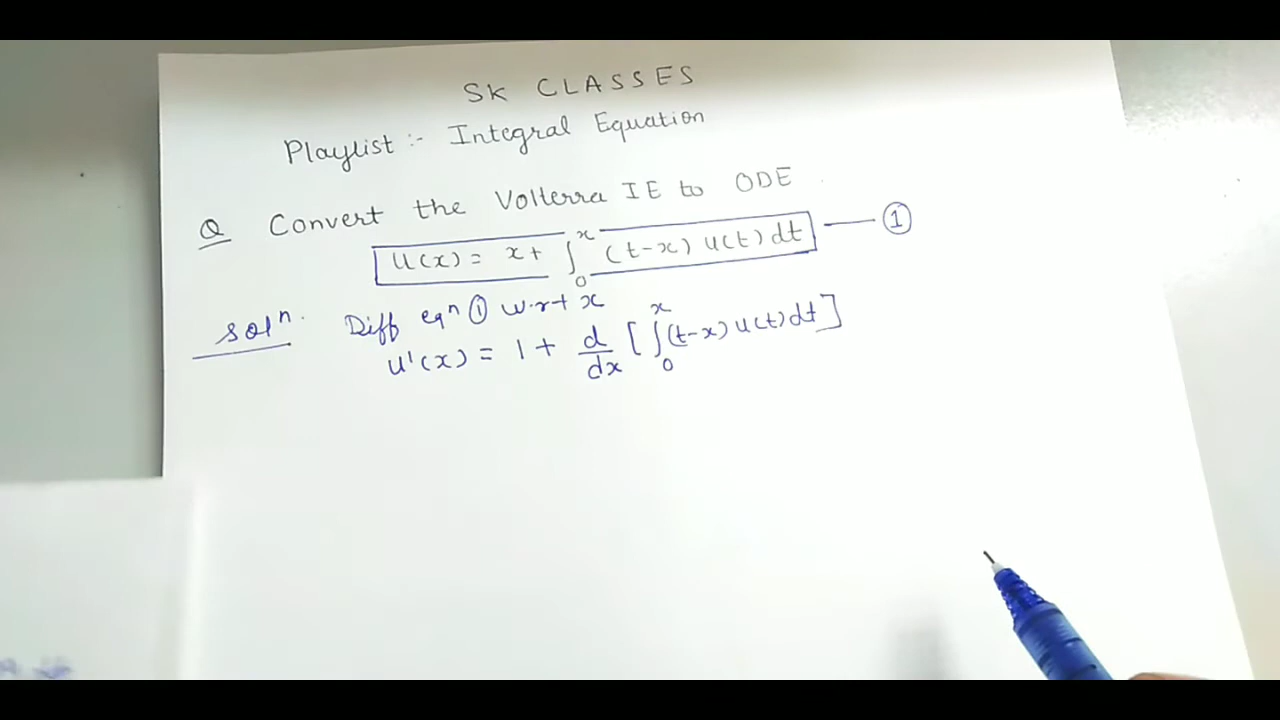 SK CLASSES
Playlist :- Integral Equation
Q Convert the Volterra IE to ODE
u(x) = x + ∫₀ˣ (t-x) u(t) dt — ①
Solⁿ. Diff eqⁿ ① w.r.t x
u'(x) = 1 + d/dx [∫₀ˣ (t-x) u(t) dt]